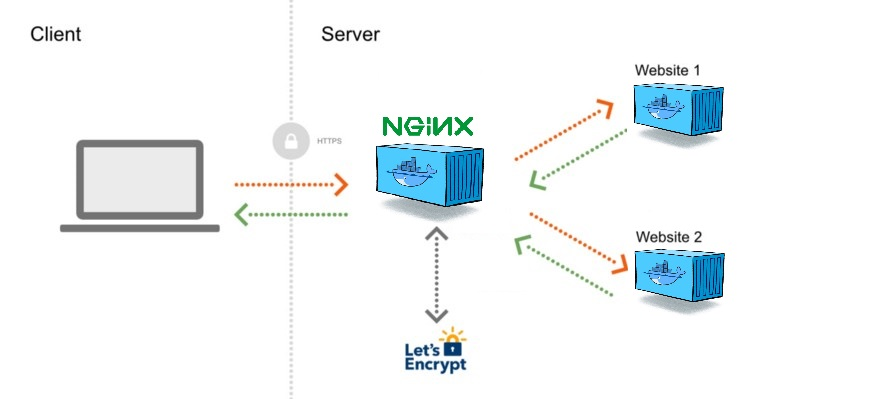 Client
Server
Website 1
NGINX
HTTPS
Website 2
Let's
Encrypt